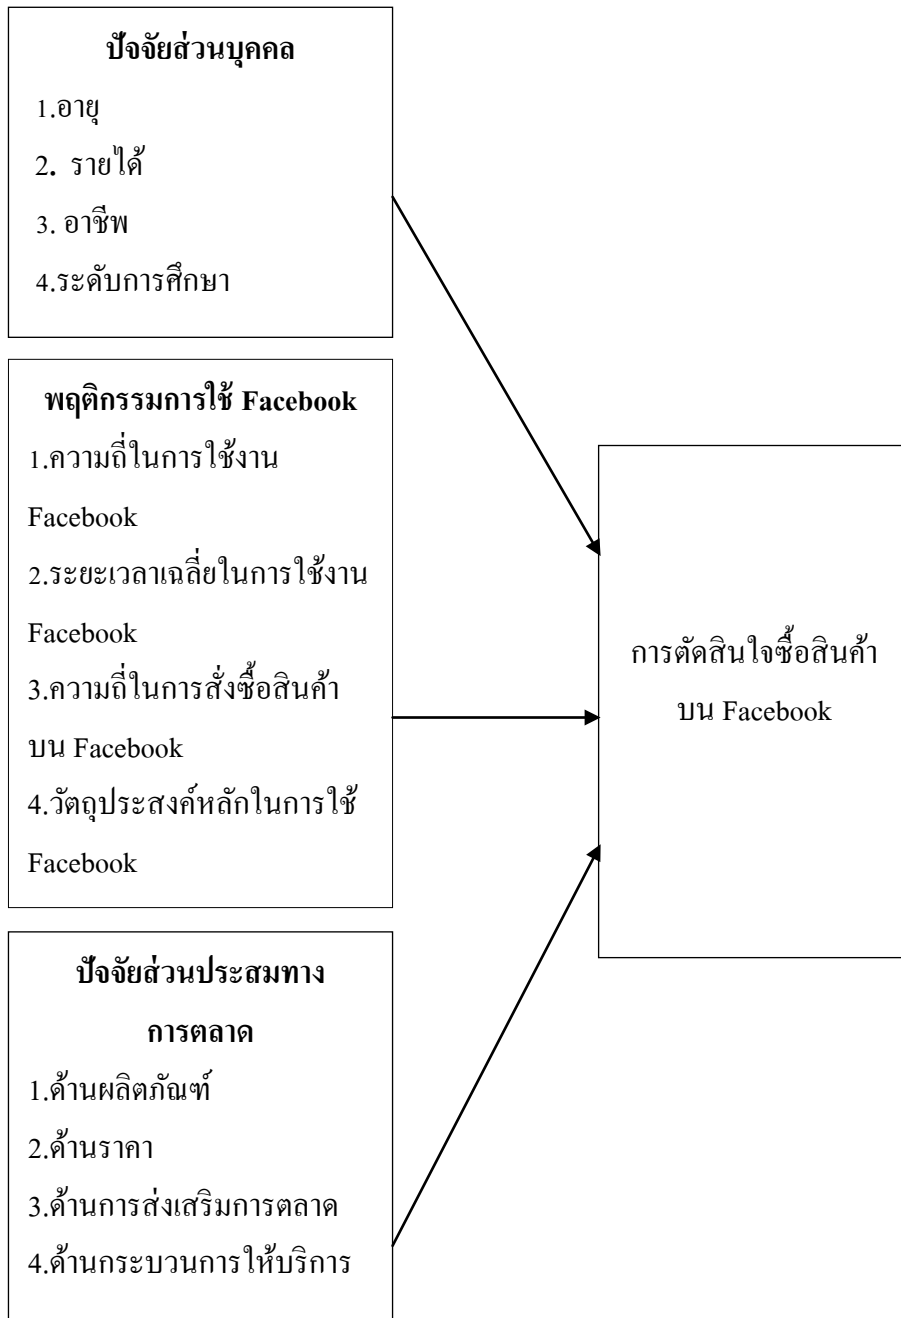 ปัจจัยส่วนบุคคล
1.อายุ
2. รายได้
3. อาชีพ
4.ระดับการศึกษา
พฤติกรรมการใช้ Facebook
1.ความถี่ในการใช้งาน
Facebook
2.ระยะเวลาเฉลี่ยในการใช้งาน
Facebook
3.ความถี่ในการสั่งซื้อสินค้า
บน Facebook
4.วัตถุประสงค์หลักในการใช้
Facebook
ปัจจัยส่วนประสมทาง
การตลาด
1.ด้านผลิตภัณฑ์
2.ด้านราคา
3.ด้านการส่งเสริมการตลาด
4.ด้านกระบวนการให้บริการ
การตัดสินใจซื้อสินค้า
บน Facebook